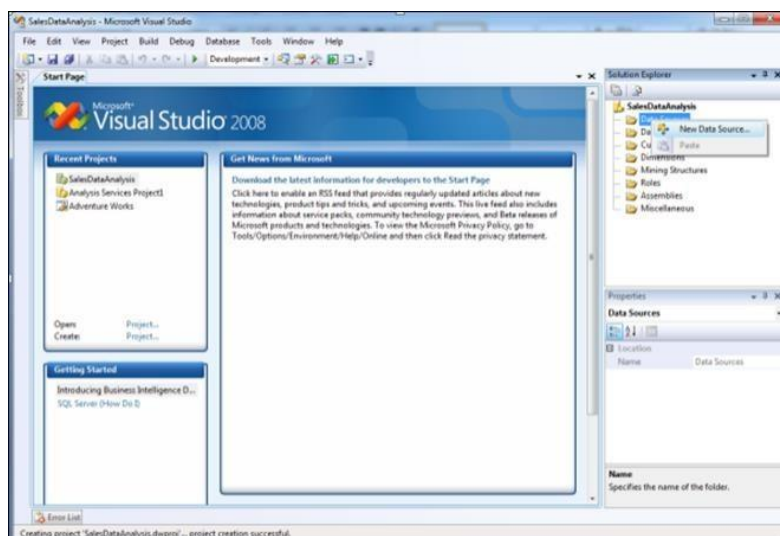 SalesDataAnalysis - Microsoft Visual Studio
File Edit View Project Build Debug Database Tools Window Help
Development
Toolbox
Start Page
Microsoft
Visual Studio 2008
Recent Projects
SalesDataAnalysis
Analysis Services Project1
Adventure Works
Open: Project...
Create: Project...
Getting Started
Introducing Business Intelligence D...
SQL Server (How Do I)
Get News from Microsoft
Download the latest information for developers to the Start Page
Click here to enable an RSS feed that provides regularly updated articles about new
technologies, product tips and tricks, and upcoming events. This live feed also includes
information about service packs, community technology previews, and Beta releases of
Microsoft products and technologies. To view the Microsoft Privacy Policy, go to
Tools/Options/Environment/Help/Online and then click Read the privacy statement.
Solution Explorer
SalesDataAnalysis
Da
Cu
Dimensions
Mining Structures
Roles
Assemblies
Miscellaneous
New Data Source...
Paste
Properties
Data Sources
Location
Name Data Sources
Name
Specifies the name of the folder.
Error List
Creating project 'SalesDataAnalysis.dwproj'... project creation successful.